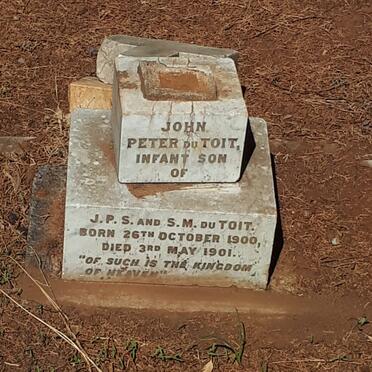 JOHN
PETER DU TOIT,
INFANT SON
OF
J.P.S. AND S.M. DU TOIT.
BORN 26TH OCTOBER 1900,
DIED 3RD MAY 1901.
"OF SUCH IS THE KINGDOM
OF HEAVEN"